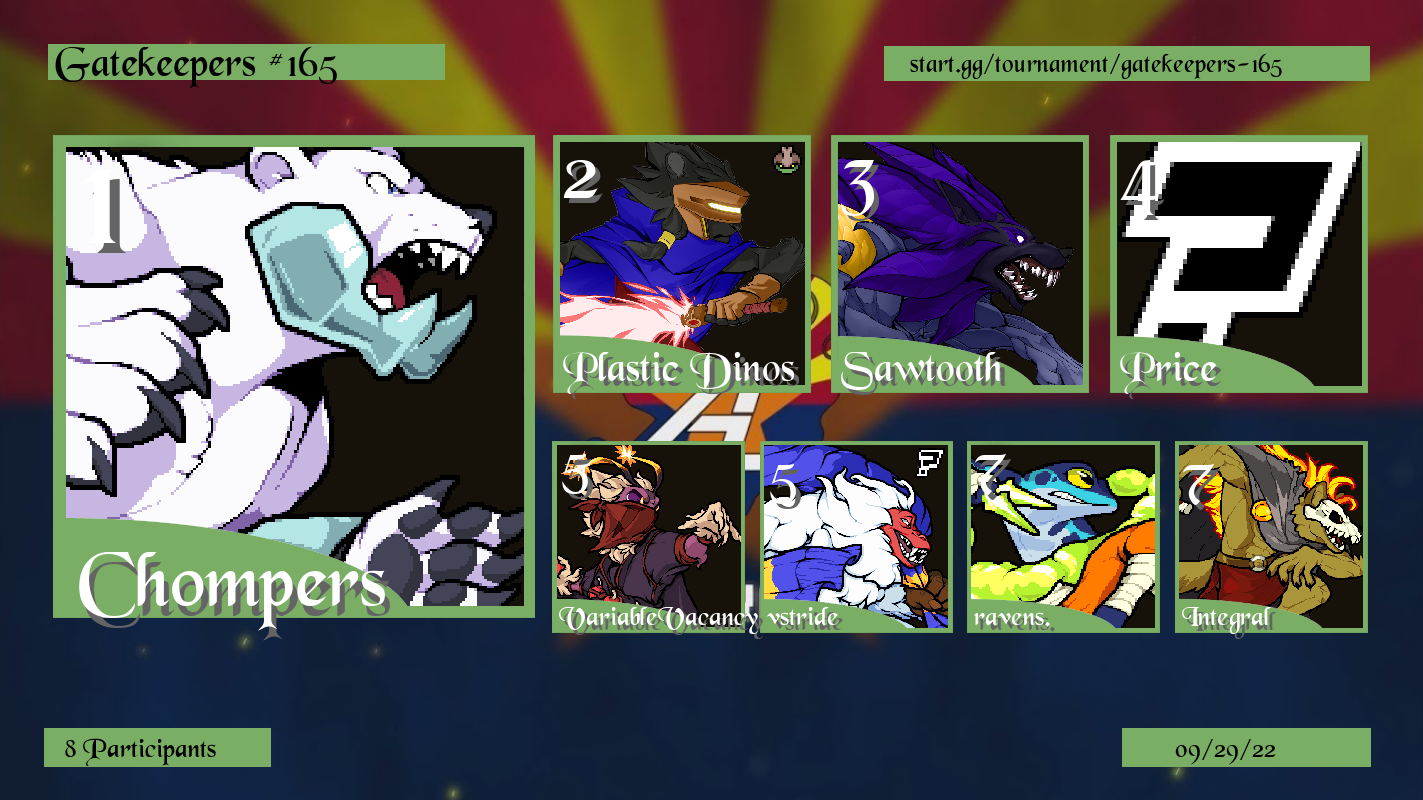 Gatekeepers #165
start.gg/tournament/gatekeepers-165
1
Chompers
2
Plastic Dinos
3
Sawtooth
4
Price
5
VariableVacancy
5
vstride
7
ravens.
7
Integral
8 Participants
09/29/22